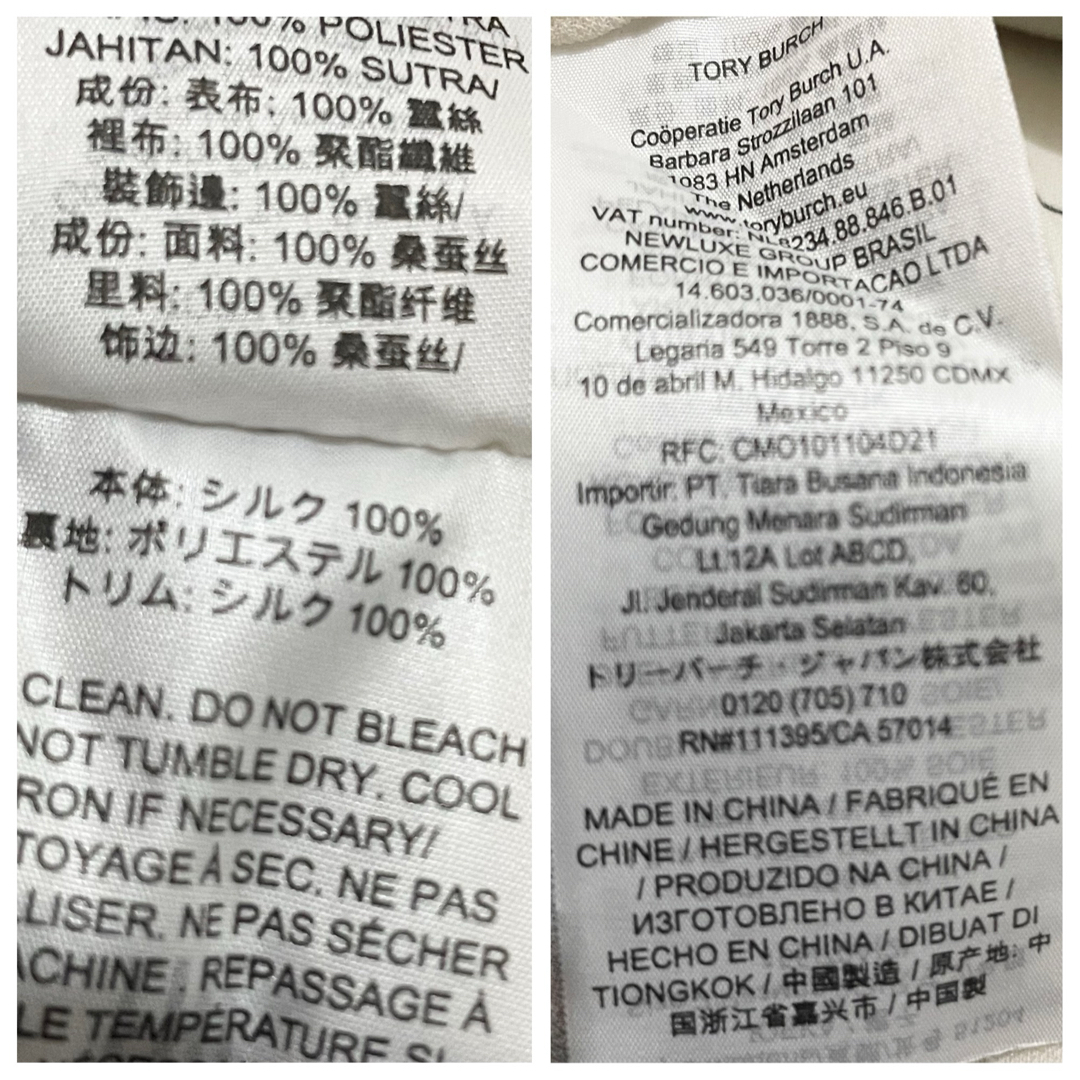 100% POLIESTER
JAHITAN: 100% SUTRA/
成份: 表布: 100% 蠶絲
裡布: 100% 聚酯纖維
裝飾邊: 100% 蠶絲/
成份: 面料: 100% 桑蚕丝
里料: 100% 聚酯纤维
饰边: 100% 桑蚕丝/
本体: シルク 100%
裏地: ポリエステル 100%
トリム: シルク 100%
CLEAN. DO NOT BLEACH
NOT TUMBLE DRY. COOL
RON IF NECESSARY/
TOYAGE À SEC. NE PAS
LISER. NE PAS SÉCHER
ACHINE. REPASSAGE À
LE TEMPÉRATURE SI
TORY BURCH
Coöperatie Tory Burch U.A.
Barbara Strozzilaan 101
1083 HN Amsterdam
The Netherlands
www.toryburch.eu
VAT number: NL8234.88.846.B.01
NEWLUXE GROUP BRASIL
COMERCIO E IMPORTACAO LTDA
14.603.036/0001-74
Comercializadora 1888, S.A. de C.V.
Legaria 549 Torre 2 Piso 9
10 de abril M. Hidalgo 11250 CDMX
Mexico
RFC: CMO101104D21
Importir: PT. Tiara Busana Indonesia
Gedung Menara Sudirman
Lt.12A Lot ABCD,
Jl. Jenderal Sudirman Kav. 60,
Jakarta Selatan
トリーバーチ・ジャパン株式会社
0120 (705) 710
RN#111395/CA 57014
MADE IN CHINA / FABRIQUÉ EN
CHINE / HERGESTELLT IN CHINA
/ PRODUZIDO NA CHINA /
ИЗГОТОВЛЕНО В КИТАЕ /
HECHO EN CHINA / DIBUAT DI
TIONGKOK / 中國製造 / 原产地: 中
国浙江省嘉兴市 / 中国製